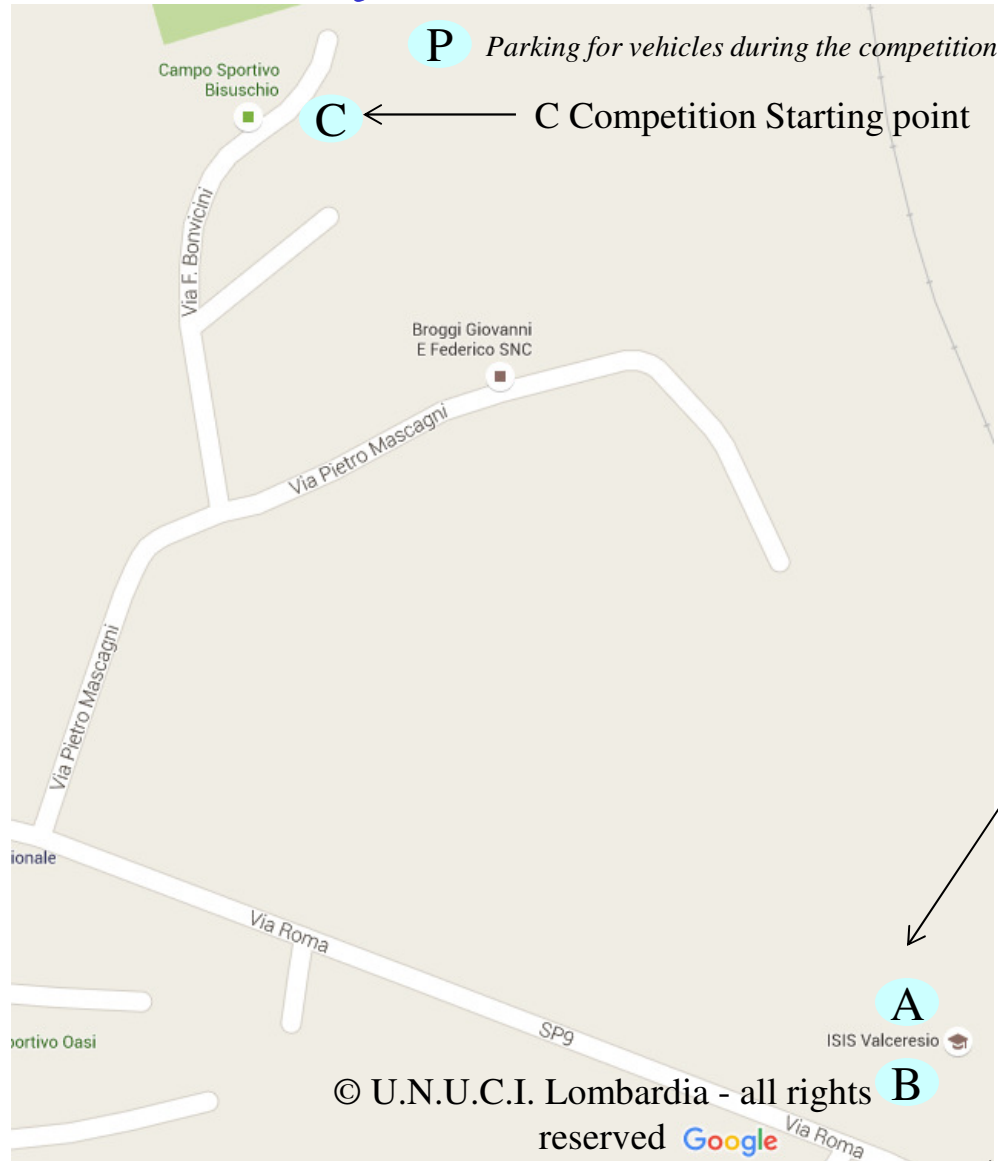 P Parking for vehicles during the competition
Campo Sportivo
Bisuschio
C C Competition Starting point
Via F. Bonvicini
Broggi Giovanni
E Federico SNC
Via Pietro Mascagni
Via Pietro Mascagni
ionale
Via Roma
A
SP9
ISIS Valceresio
portivo Oasi
B
© U.N.U.C.I. Lombardia - all rights
reserved Google
Via Roma